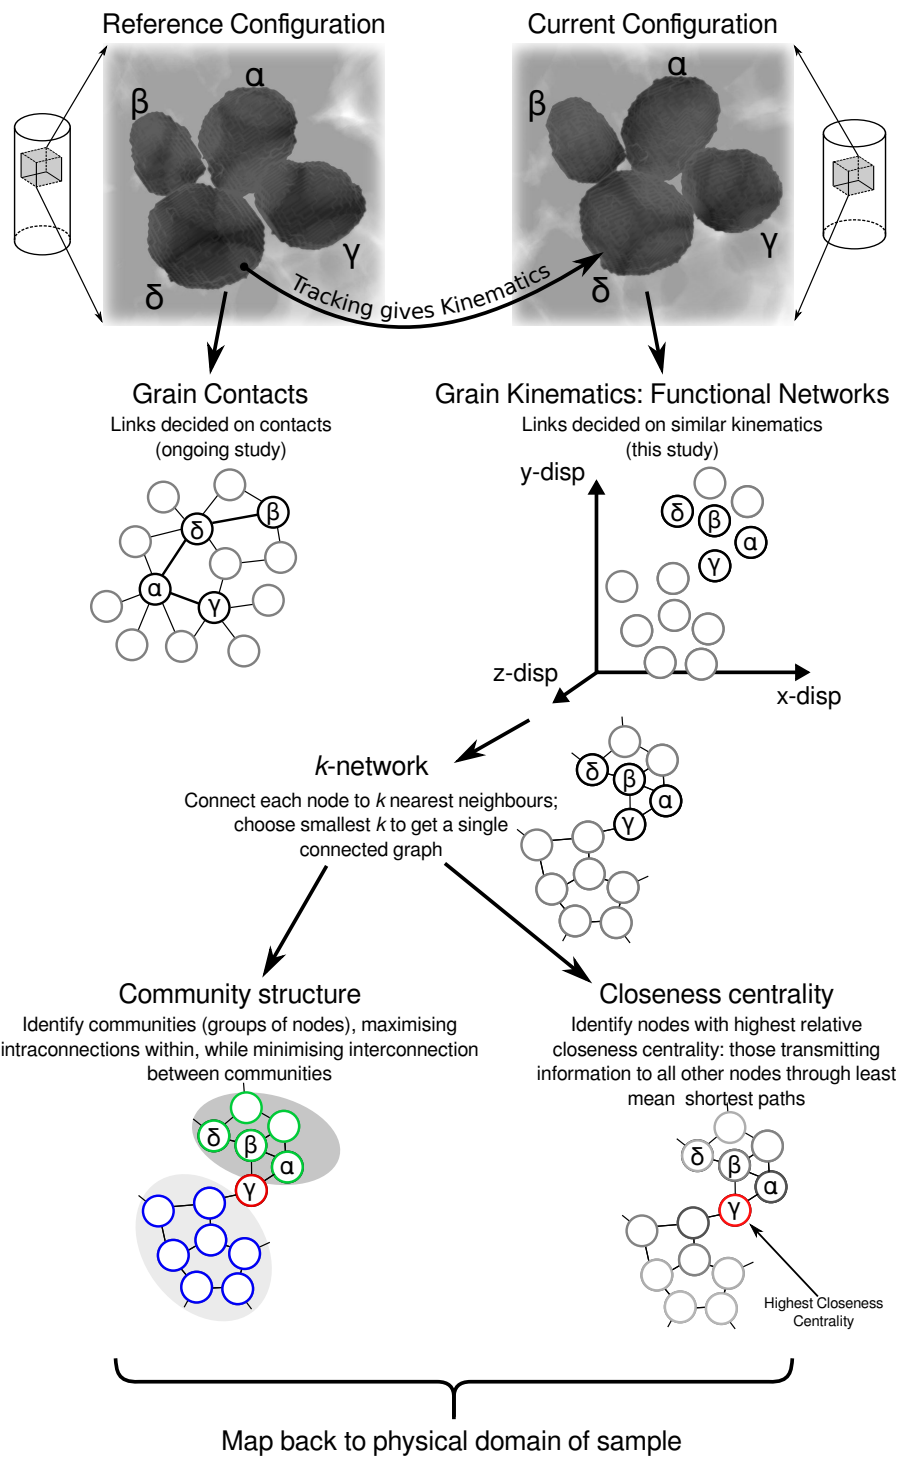 Reference Configuration
Current Configuration
α
β
γ
δ
α
β
γ
δ
Tracking gives Kinematics
Grain Contacts
Links decided on contacts
(ongoing study)
δ
β
α
γ
Grain Kinematics: Functional Networks
Links decided on similar kinematics
(this study)
y-disp
δ
β
α
γ
z-disp
x-disp
k-network
Connect each node to k nearest neighbours;
choose smallest k to get a single
connected graph
δ
β
α
γ
Community structure
Identify communities (groups of nodes), maximising
intraconnections within, while minimising interconnection
between communities
δ
β
α
γ
Closeness centrality
Identify nodes with highest relative
closeness centrality: those transmitting
information to all other nodes through least
mean shortest paths
δ
β
α
γ
Highest Closeness
Centrality
Map back to physical domain of sample